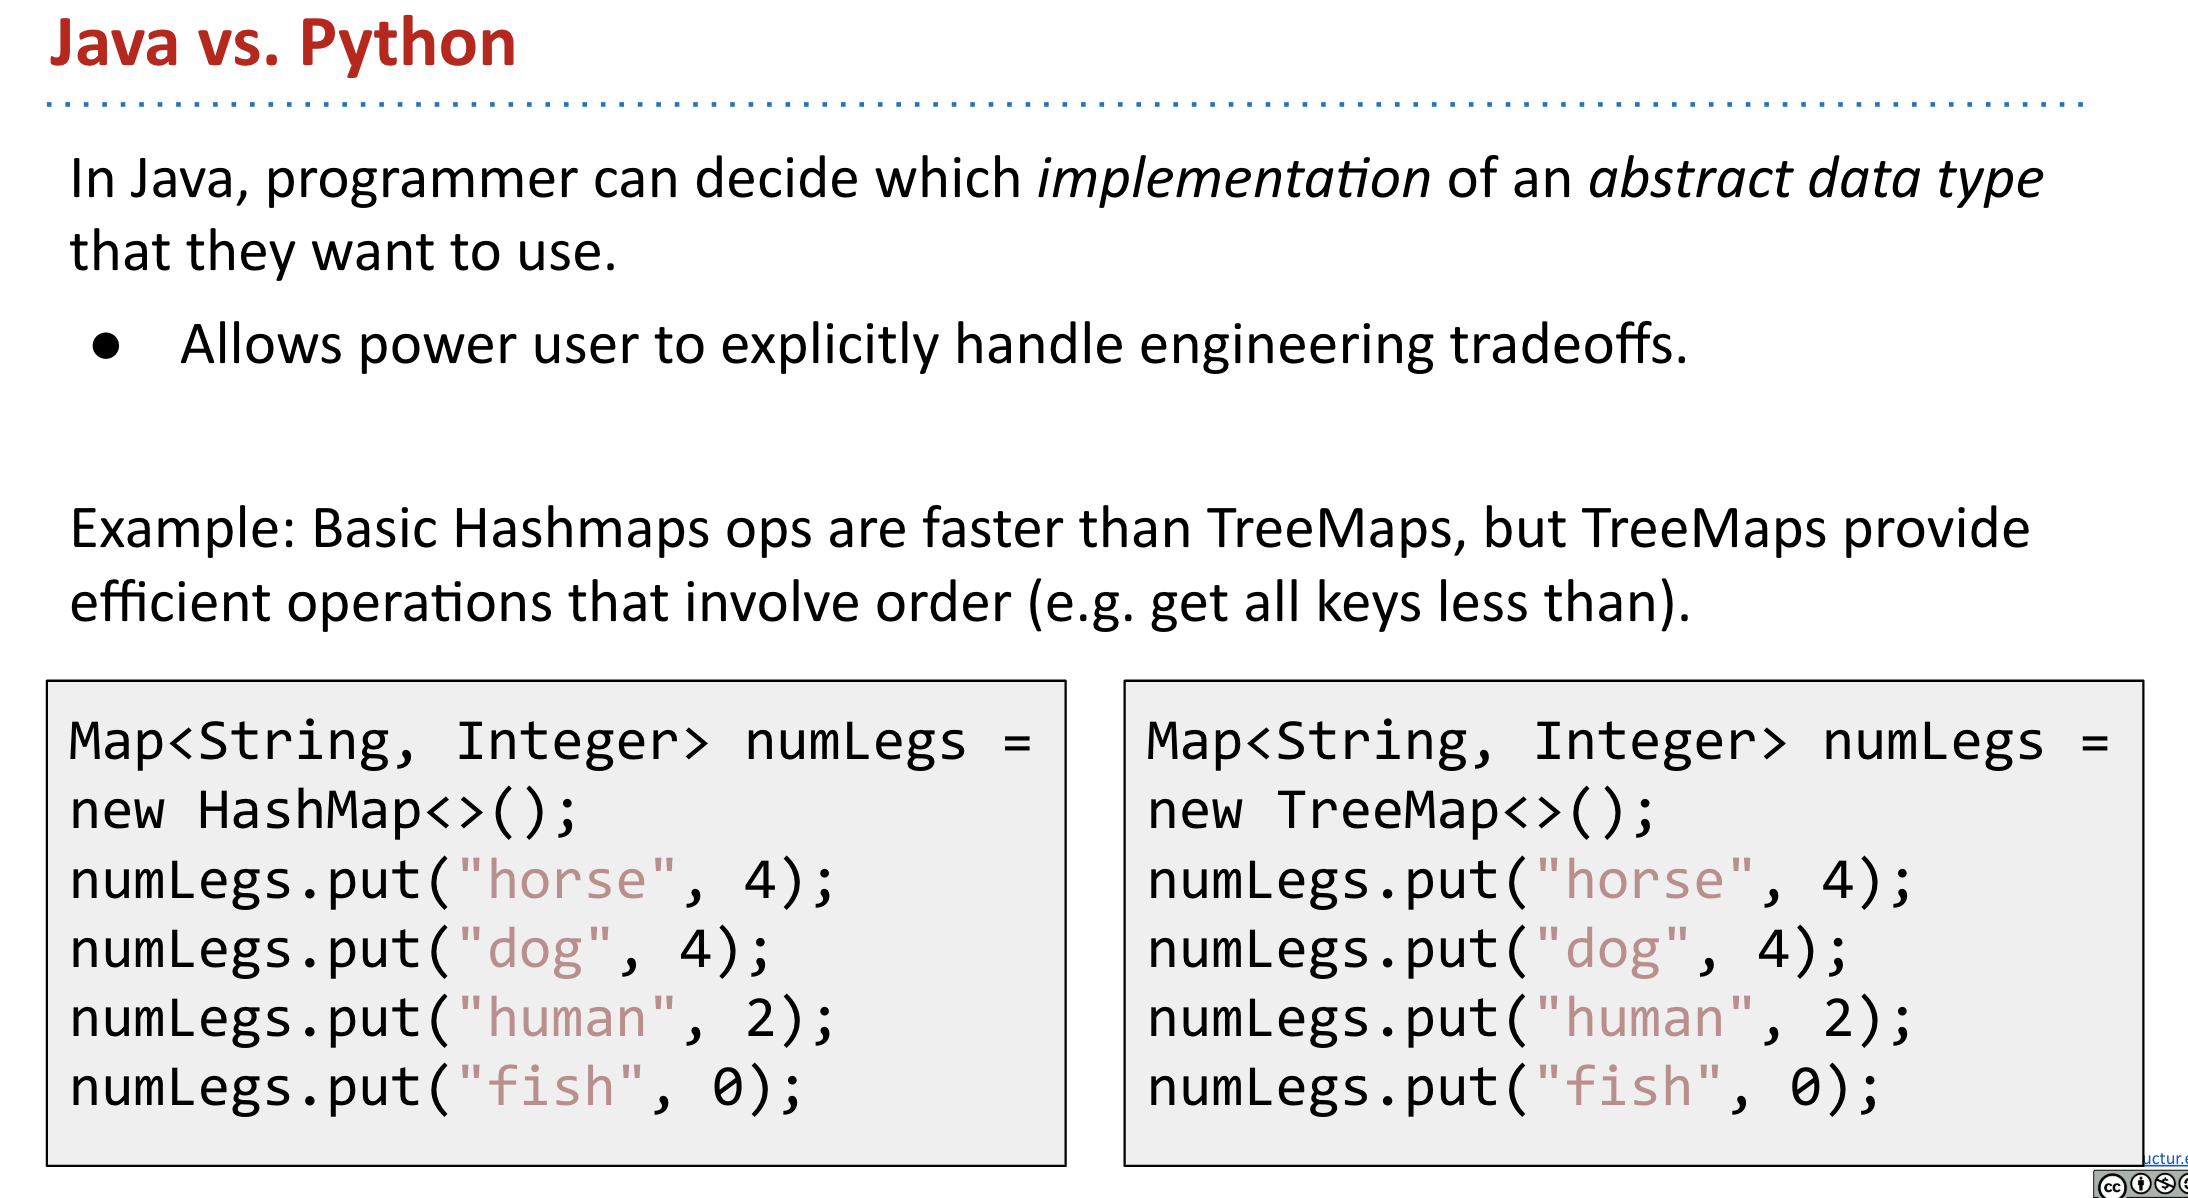 Java vs. Python
In Java, programmer can decide which implementation of an abstract data type
that they want to use.
● Allows power user to explicitly handle engineering tradeoffs.
Example: Basic Hashmaps ops are faster than TreeMaps, but TreeMaps provide
efficient operations that involve order (e.g. get all keys less than).
Map<String, Integer> numLegs =
new HashMap<>();
numLegs.put("horse", 4);
numLegs.put("dog", 4);
numLegs.put("human", 2);
numLegs.put("fish", 0);
Map<String, Integer> numLegs =
new TreeMap<>();
numLegs.put("horse", 4);
numLegs.put("dog", 4);
numLegs.put("human", 2);
numLegs.put("fish", 0);
cc